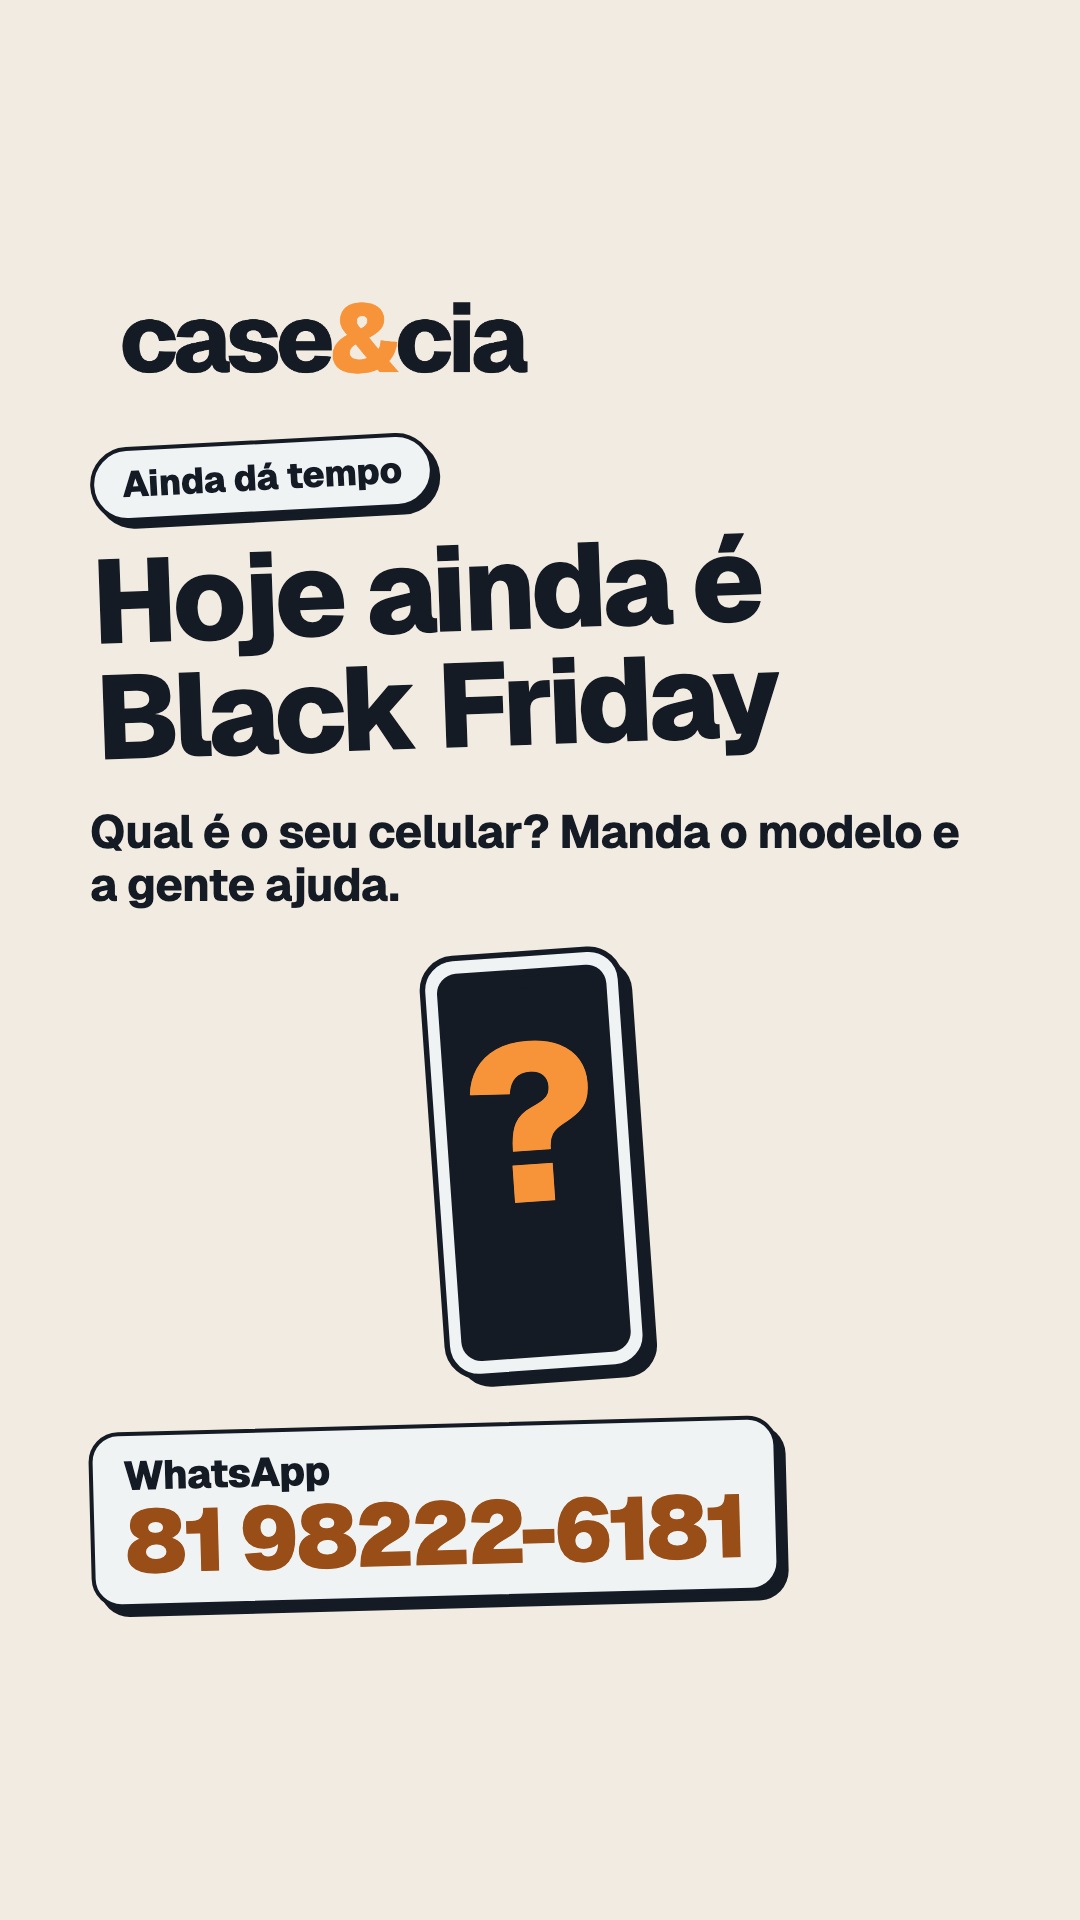 case&cia
Ainda dá tempo
Hoje ainda é
Black Friday
Qual é o seu celular? Manda o modelo e
a gente ajuda.
?
WhatsApp
81 98222-6181